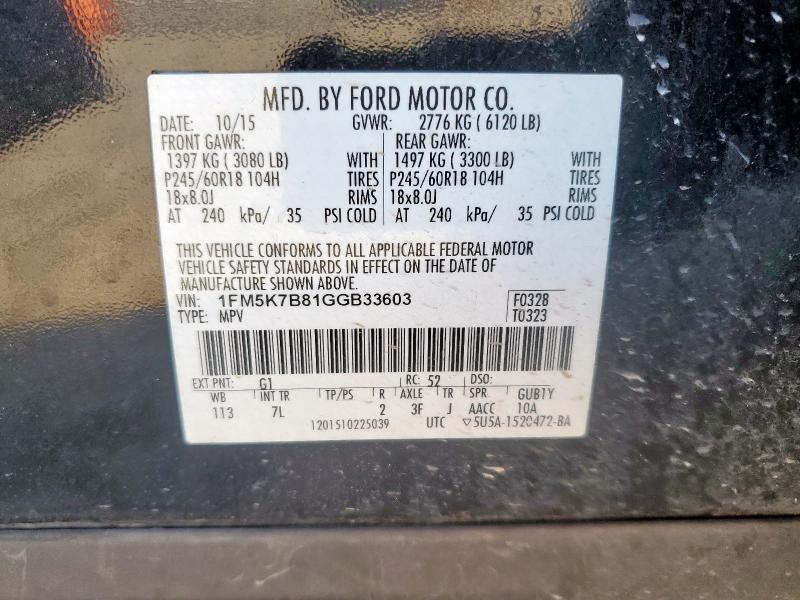 MFD. BY FORD MOTOR CO.
DATE: 10/15 GVWR: 2776 KG ( 6120 LB)
FRONT GAWR: REAR GAWR:
1397 KG ( 3080 LB) WITH 1497 KG ( 3300 LB) WITH
P245/60R18 104H TIRES P245/60R18 104H TIRES
18x8.0J RIMS 18x8.0J RIMS
AT 240 kPa/ 35 PSI COLD AT 240 kPa/ 35 PSI COLD
THIS VEHICLE CONFORMS TO ALL APPLICABLE FEDERAL MOTOR
VEHICLE SAFETY STANDARDS IN EFFECT ON THE DATE OF
MANUFACTURE SHOWN ABOVE.
VIN: 1FM5K7B81GGB33603 F0328
TYPE: MPV T0323
EXT PNT: G1 RC: 52 DSO:
WB INT TR TP/PS R AXLE TR SPR GUB1Y
113 7L 2 3F J AACC 10A
1201510225039 UTC ▽5U5A-1520472-BA